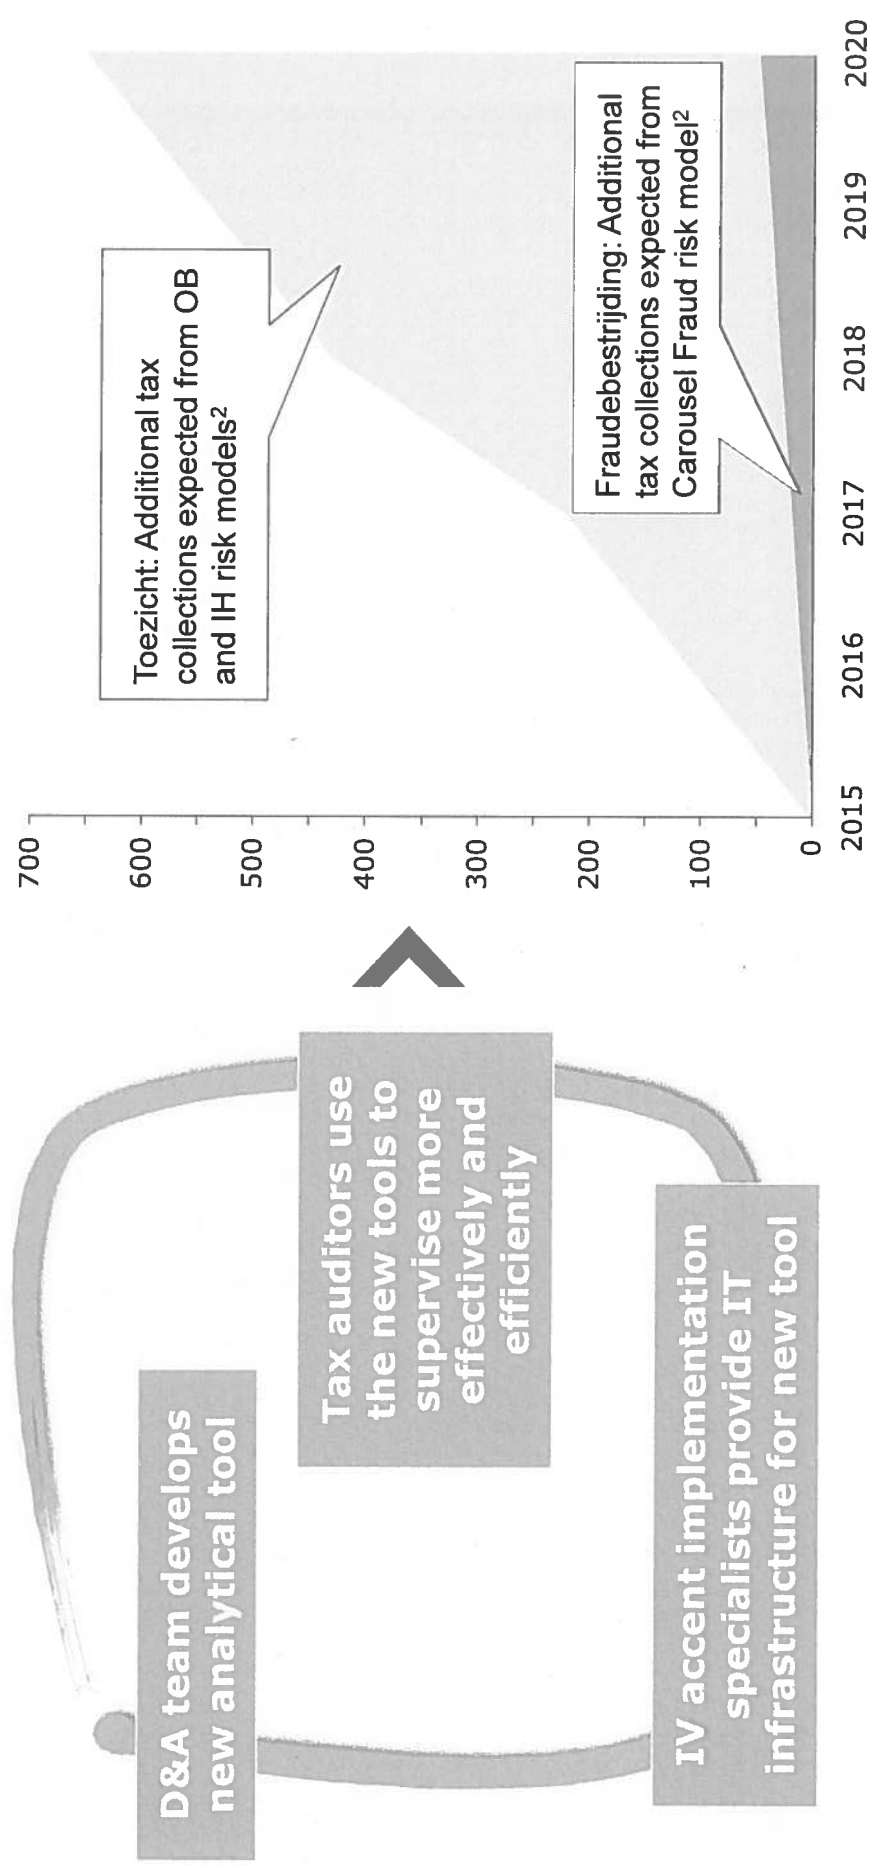 D&A team develops
new analytical tool
Tax auditors use
the new tools to
supervise more
effectively and
efficiently
IV accent implementation
specialists provide IT
infrastructure for new tool
700
600
500
400
300
200
100
0
Toezicht: Additional tax
collections expected from OB
and IH risk models²
Fraudebestrijding: Additional
tax collections expected from
Carousel Fraud risk model²
2015
2016
2017
2018
2019
2020